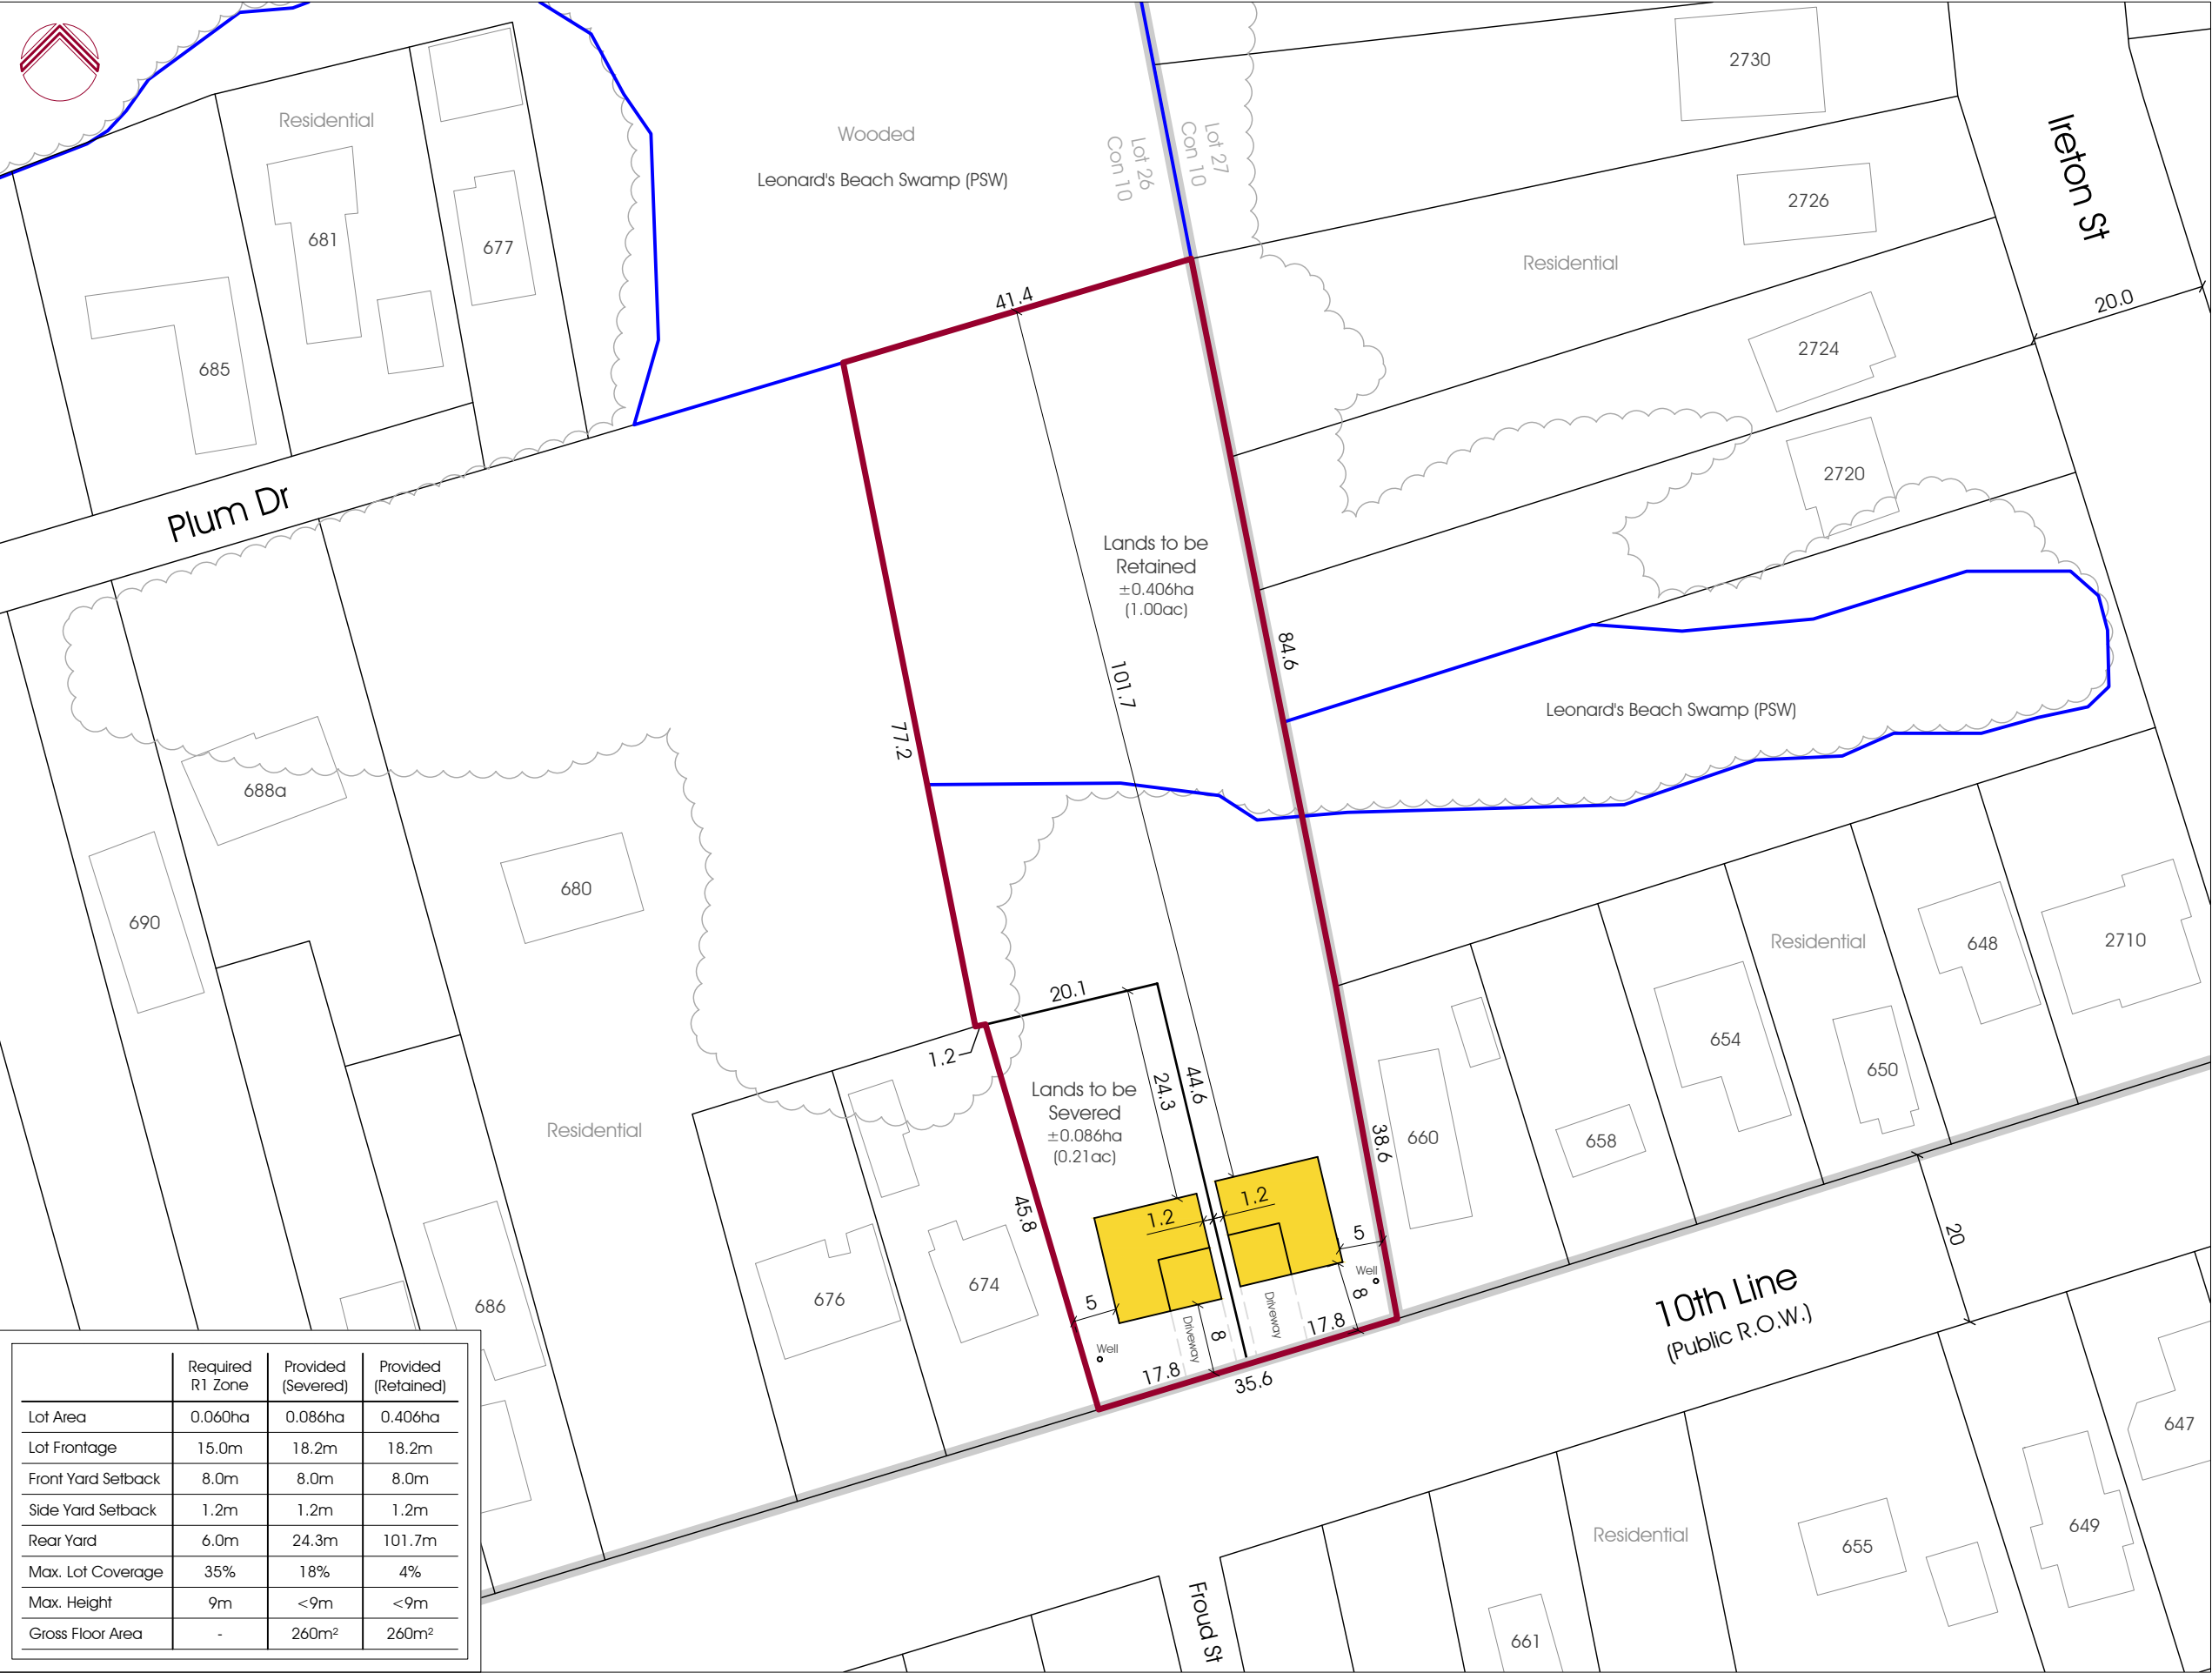 Residential
681
677
685
Plum Dr
Wooded
Leonard's Beach Swamp (PSW)
Lot 26
Con 10
Lot 27
Con 10
2730
2726
Residential
2724
2720
Ireton St
20.0
41.4
Lands to be
Retained
±0.406ha
(1.00ac)
101.7
84.6
77.2
Leonard's Beach Swamp (PSW)
688a
690
680
Residential
686
676
674
20.1
1.2
Lands to be
Severed
±0.086ha
(0.21ac)
24.3
44.6
45.8
38.6
1.2
1.2
5
5
Well
Well
Driveway
Driveway
8
8
17.8
17.8
35.6
660
658
654
Residential
650
648
2710
20
10th Line
(Public R.O.W.)
Froud St
Residential
661
655
649
647
Required
R1 Zone
Provided
(Severed)
Provided
(Retained)
Lot Area 0.060ha 0.086ha 0.406ha
Lot Frontage 15.0m 18.2m 18.2m
Front Yard Setback 8.0m 8.0m 8.0m
Side Yard Setback 1.2m 1.2m 1.2m
Rear Yard 6.0m 24.3m 101.7m
Max. Lot Coverage 35% 18% 4%
Max. Height 9m <9m <9m
Gross Floor Area - 260m² 260m²